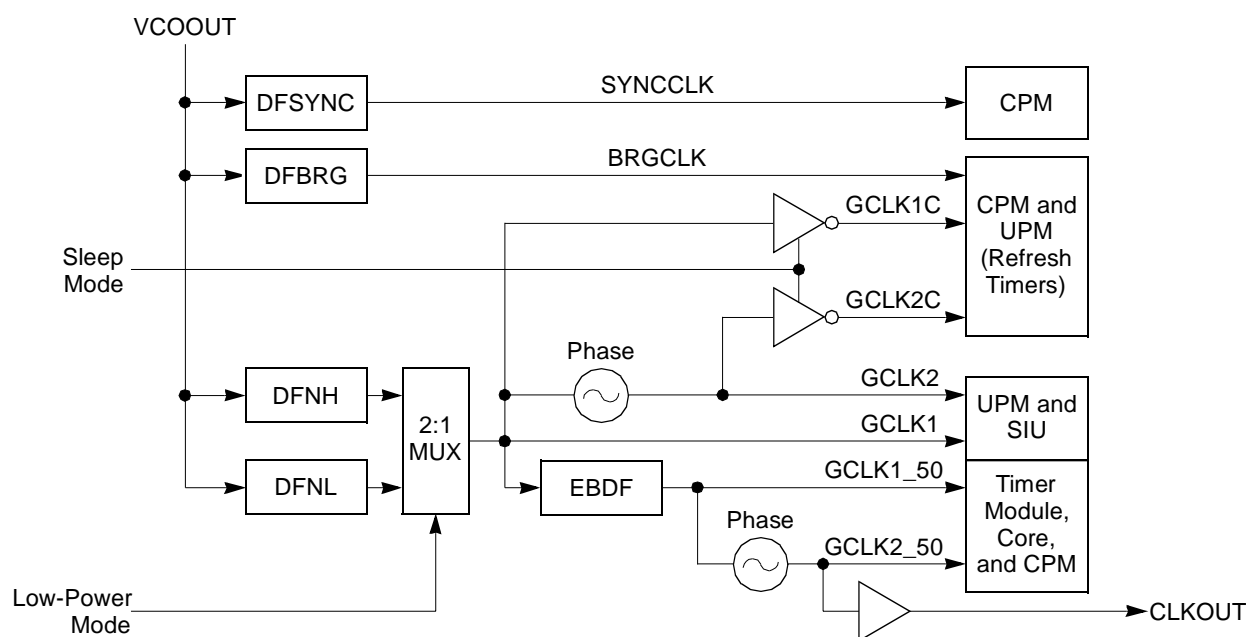 VCOOUT
DFSYNC
SYNCCLK
CPM
DFBRG
BRGCLK
GCLK1C
CPM and
UPM
(Refresh
Timers)
Sleep
Mode
GCLK2C
Phase
DFNH
2:1
MUX
GCLK2
UPM and
SIU
GCLK1
DFNL
EBDF
GCLK1_50
Timer
Module,
Core,
and CPM
Phase
GCLK2_50
Low-Power
Mode
CLKOUT